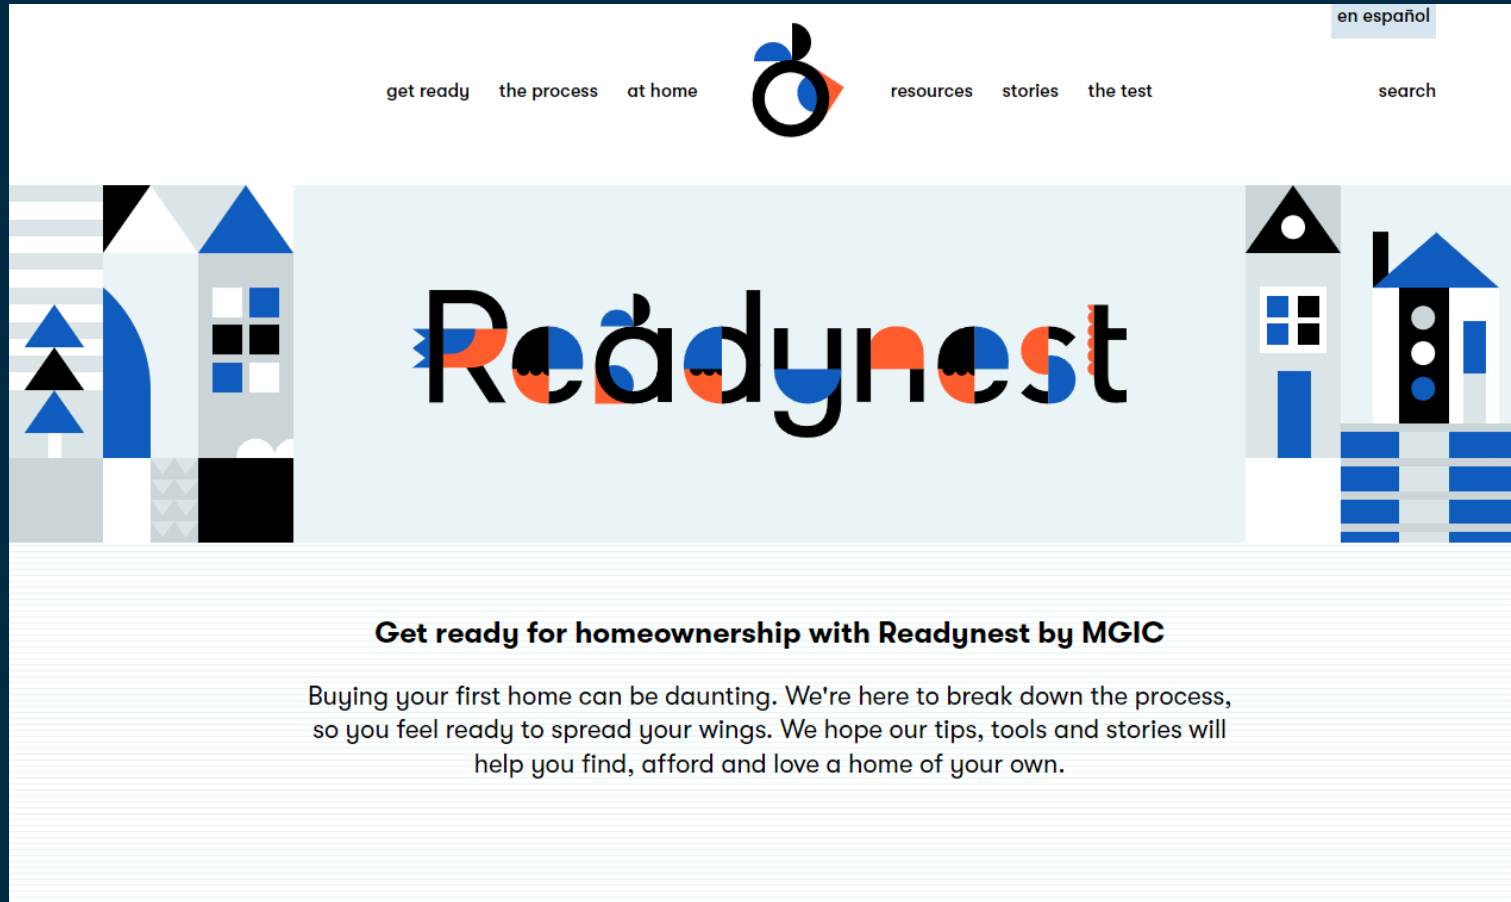 en español
get ready the process at home resources stories the test search
Readynest
Get ready for homeownership with Readynest by MGIC
Buying your first home can be daunting. We're here to break down the process,
so you feel ready to spread your wings. We hope our tips, tools and stories will
help you find, afford and love a home of your own.